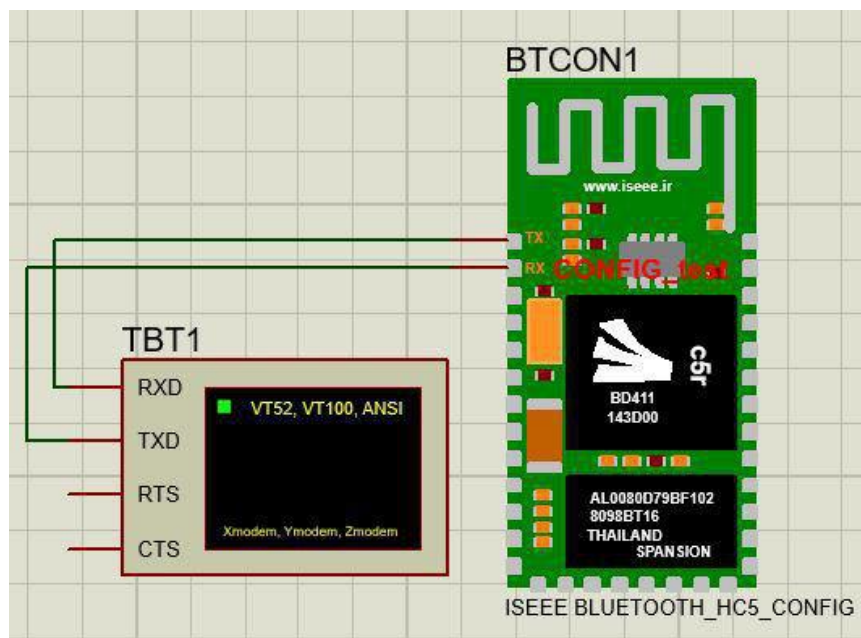 BTCON1
www.iseee.ir
TX
RX CONFIG_test
TBT1
RXD
TXD
RTS
CTS
VT52, VT100, ANSI
Xmodem, Ymodem, Zmodem
c5r
BD411
143D00
AL0080D79BF102
8098BT16
THAILAND
SPANSION
ISEEE BLUETOOTH_HC5_CONFIG